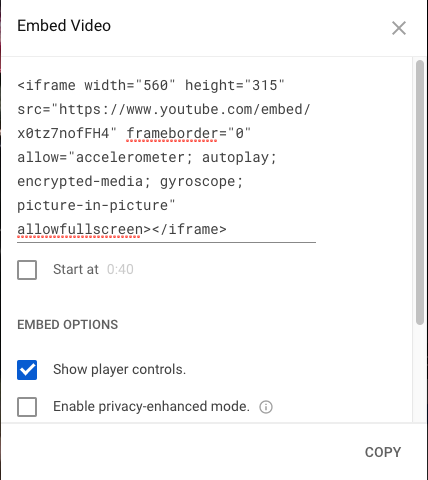 Embed Video
<iframe width="560" height="315"
src="https://www.youtube.com/embed/
x0tz7nofFH4" frameborder="0"
allow="accelerometer; autoplay;
encrypted-media; gyroscope;
picture-in-picture"
allowfullscreen></iframe>
Start at 0:40
EMBED OPTIONS
Show player controls.
Enable privacy-enhanced mode.
COPY